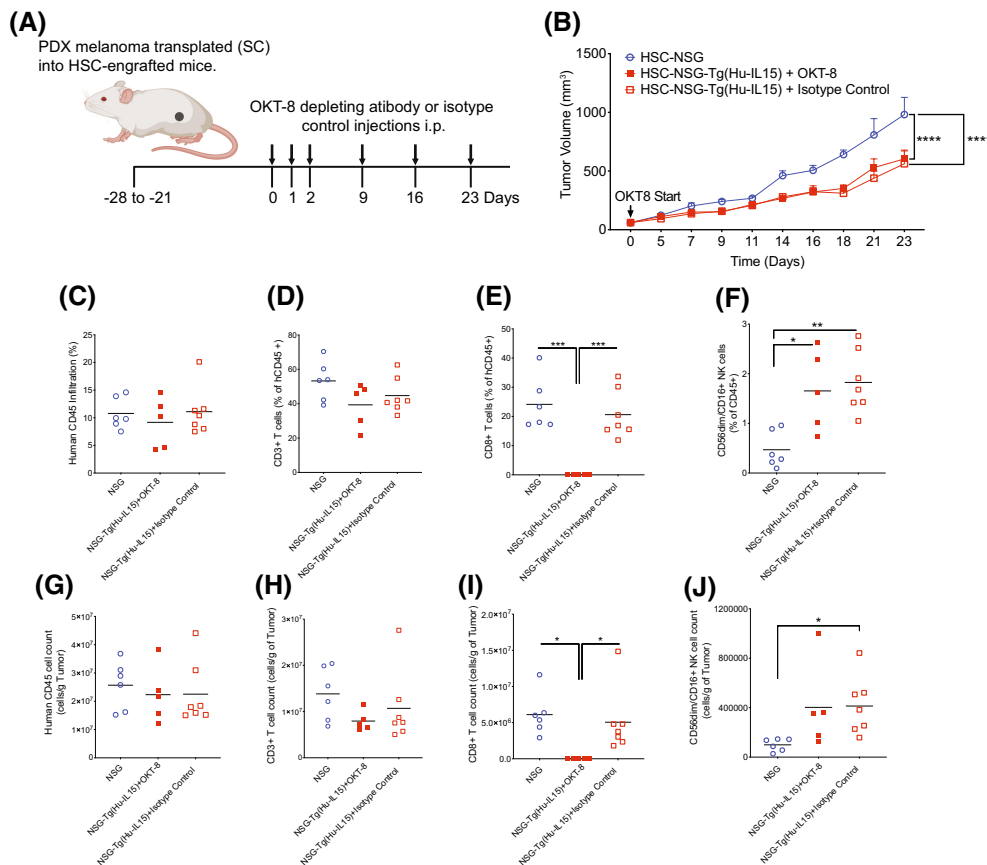 (A)
PDX melanoma transplated (SC)
into HSC-engrafted mice.
OKT-8 depleting atibody or isotype
control injections i.p.
-28 to -21
0 1 2 9 16 23 Days
(B)
HSC-NSG
HSC-NSG-Tg(Hu-IL15) + OKT-8
HSC-NSG-Tg(Hu-IL15) + Isotype Control
Tumor Volume (mm³)
1500
1000
500
0
OKT8 Start
****
****
0 5 7 9 11 14 16 18 21 23
Time (Days)
(C)
Human CD45 Infiltration (%)
25
20
15
10
5
0
NSG
NSG-Tg(Hu-IL15)+OKT-8
NSG-Tg(Hu-IL15)+Isotype Control
(D)
CD3+ T cells (% of hCD45 +)
80
60
40
20
0
NSG
NSG-Tg(Hu-IL15)+OKT-8
NSG-Tg(Hu-IL15)+Isotype Control
(E)
CD8+ T cells (% of hCD45+)
50
40
30
20
10
0
*** ***
NSG
NSG-Tg(Hu-IL15)+OKT-8
NSG-Tg(Hu-IL15)+Isotype Control
(F)
CD56dim/CD16+ NK cells
(% of CD45+)
3
2
1
0
**
*
NSG
NSG-Tg(Hu-IL15)+OKT-8
NSG-Tg(Hu-IL15)+Isotype Control
(G)
Human CD45 cell count
(cells/g Tumor)
5×10⁷
4×10⁷
3×10⁷
2×10⁷
1×10⁷
0
NSG
NSG-Tg(Hu-IL15)+OKT-8
NSG-Tg(Hu-IL15)+Isotype Control
(H)
CD3+ T cell count (cells/g of Tumor)
3×10⁷
2×10⁷
1×10⁷
0
NSG
NSG-Tg(Hu-IL15)+OKT-8
NSG-Tg(Hu-IL15)+Isotype Control
(I)
CD8+ T cell count (cells/g of Tumor)
2.0×10⁷
1.5×10⁷
1.0×10⁷
5.0×10⁶
0
* *
NSG
NSG-Tg(Hu-IL15)+OKT-8
NSG-Tg(Hu-IL15)+Isotype Control
(J)
CD56dim/CD16+ NK cell count
(cells/g of Tumor)
1200000
800000
400000
0
*
NSG
NSG-Tg(Hu-IL15)+OKT-8
NSG-Tg(Hu-IL15)+Isotype Control